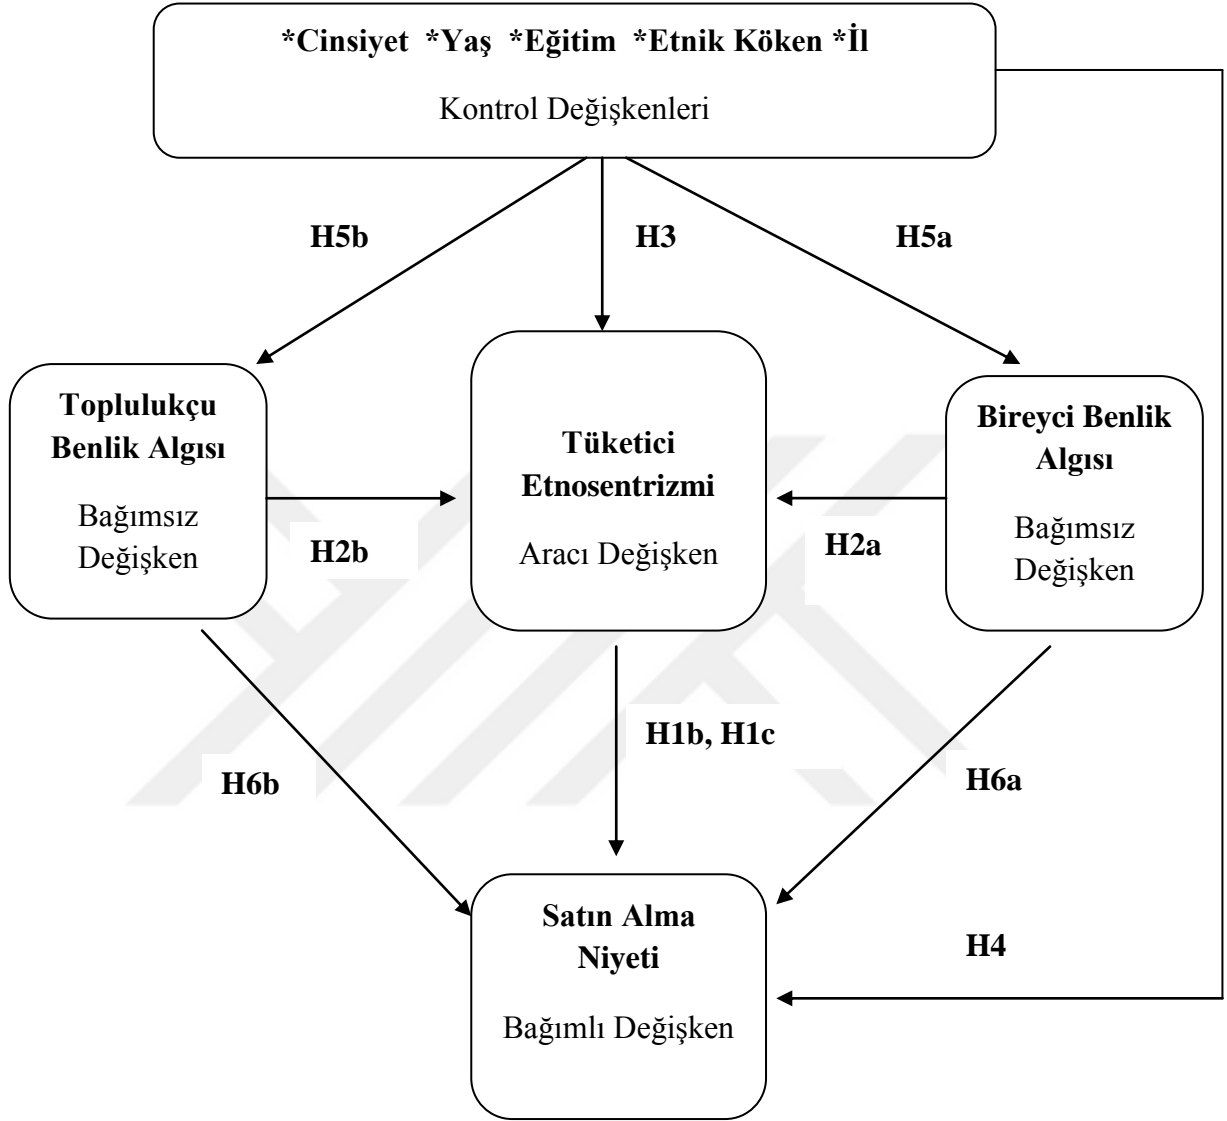 *Cinsiyet *Yaş *Eğitim *Etnik Köken *İl
Kontrol Değişkenleri
H5b
H3
H5a
Toplulukçu
Benlik Algısı
Bağımsız
Değişken
Tüketici
Etnosentrizmi
Aracı Değişken
Bireyci Benlik
Algısı
Bağımsız
Değişken
H2b
H2a
H1b, H1c
H6b
H6a
Satın Alma
Niyeti
Bağımlı Değişken
H4